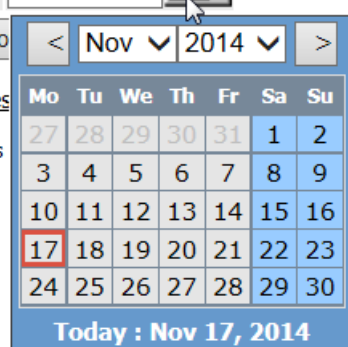 < Nov 2014 >
Mo Tu We Th Fr Sa Su
27 28 29 30 31 1 2
3 4 5 6 7 8 9
10 11 12 13 14 15 16
17 18 19 20 21 22 23
24 25 26 27 28 29 30
Today : Nov 17, 2014